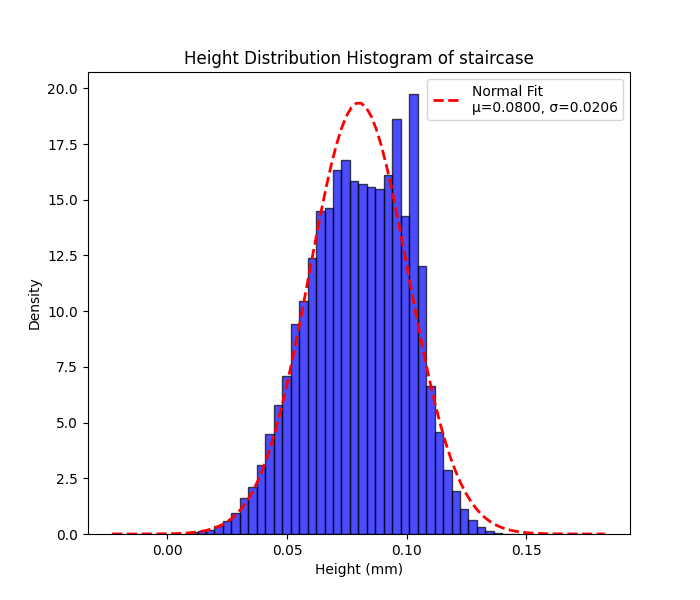 Height Distribution Histogram of staircase
Normal Fit
μ=0.0800, σ=0.0206
20.0
17.5
15.0
12.5
10.0
7.5
5.0
2.5
0.0
Density
0.00
0.05
0.10
0.15
Height (mm)